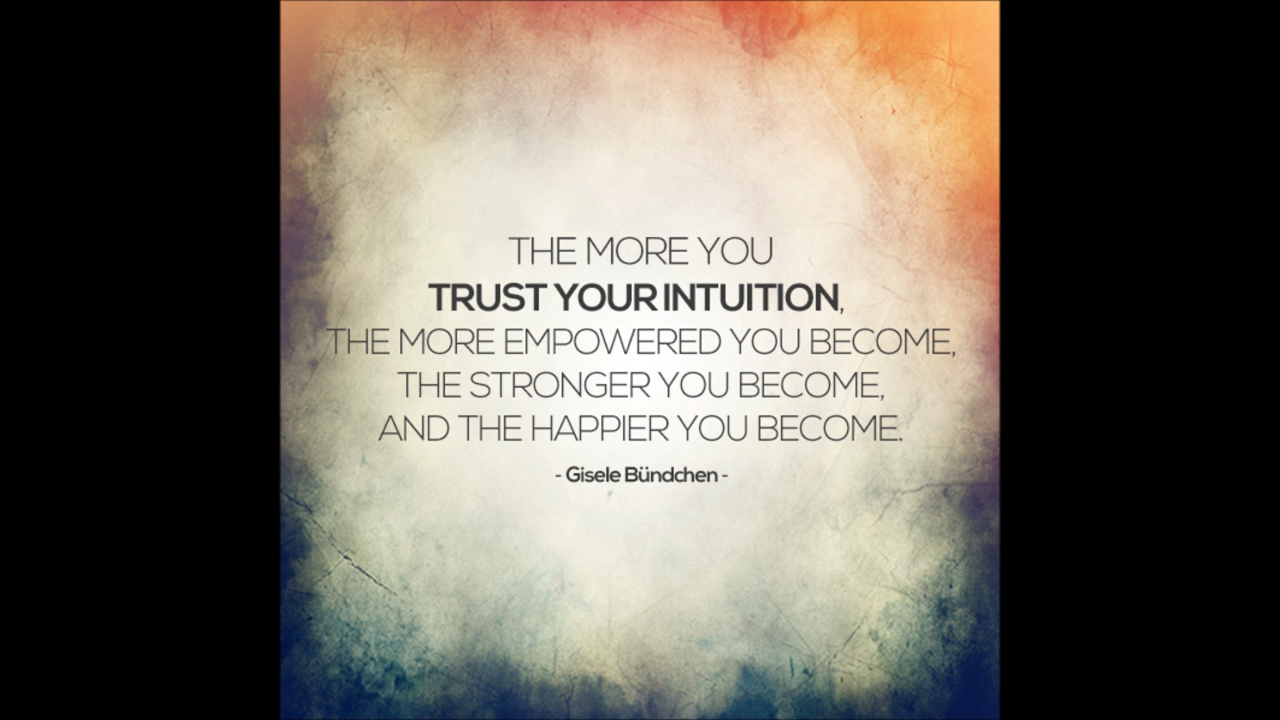 THE MORE YOU
TRUST YOUR INTUITION,
THE MORE EMPOWERED YOU BECOME,
THE STRONGER YOU BECOME,
AND THE HAPPIER YOU BECOME.
- Gisele Bündchen -